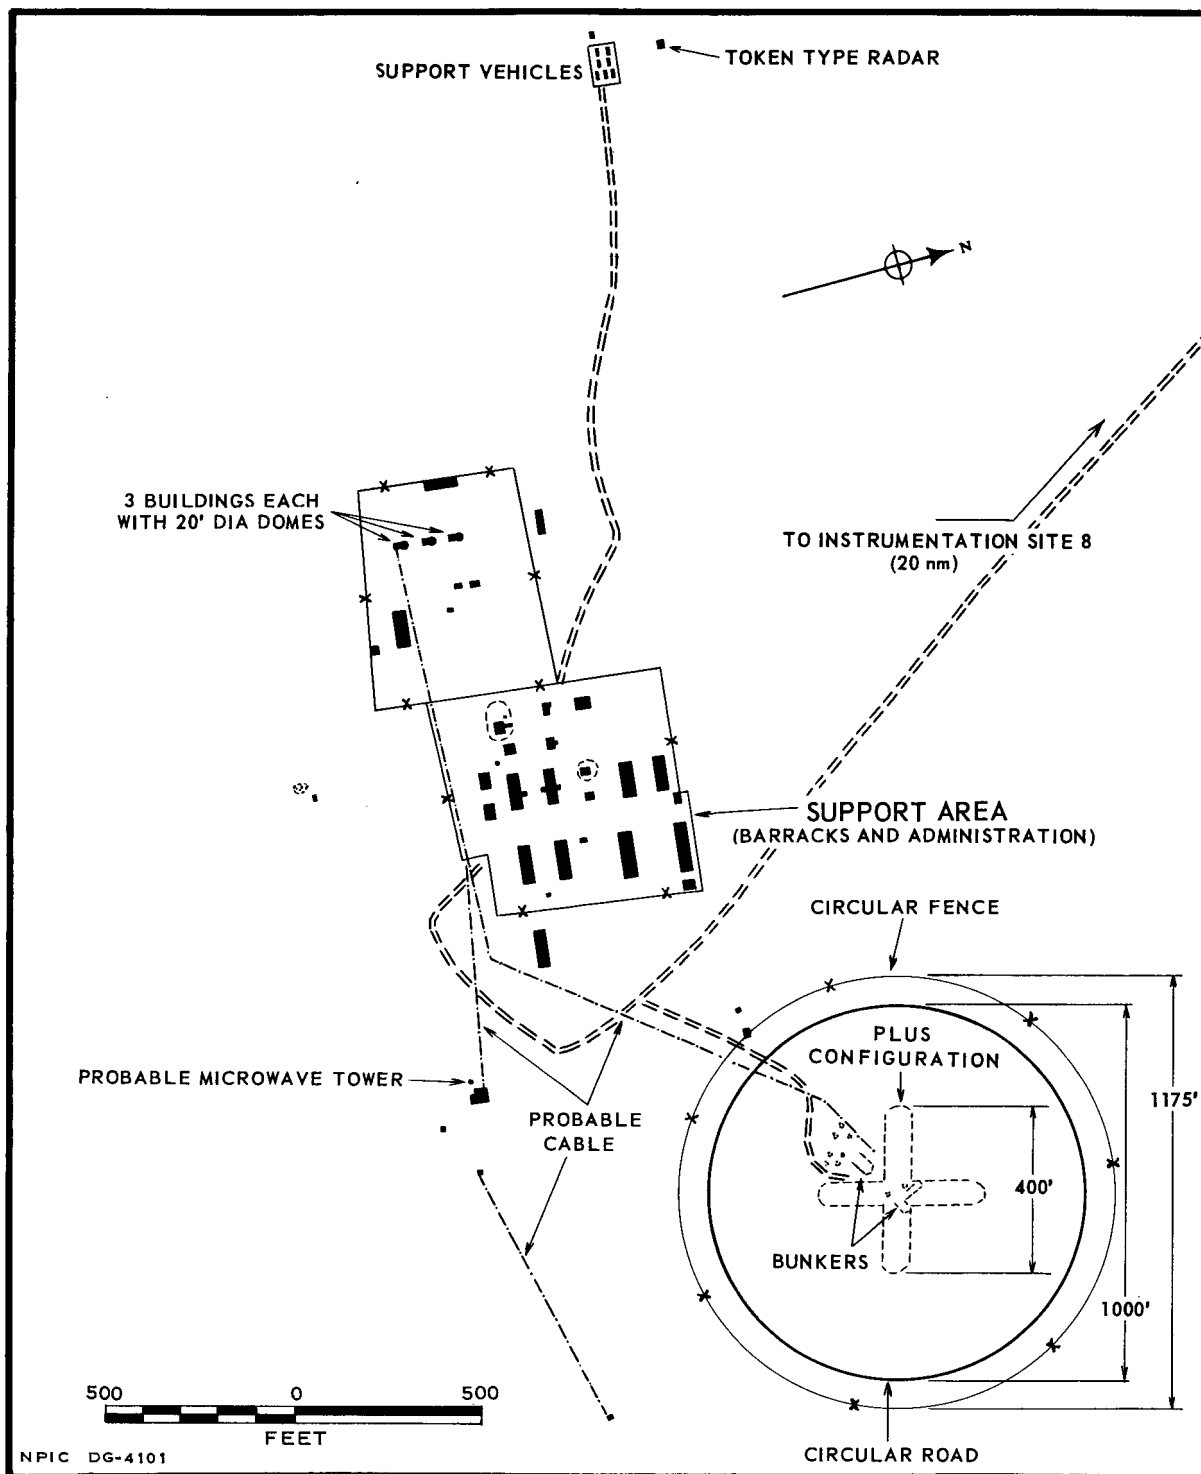 SUPPORT VEHICLES
TOKEN TYPE RADAR
N
3 BUILDINGS EACH
WITH 20' DIA DOMES
TO INSTRUMENTATION SITE 8
(20 nm)
SUPPORT AREA
(BARRACKS AND ADMINISTRATION)
CIRCULAR FENCE
PLUS
CONFIGURATION
PROBABLE MICROWAVE TOWER
PROBABLE
CABLE
1175'
400'
BUNKERS
1000'
500 0 500
FEET
CIRCULAR ROAD
NPIC DG-4101